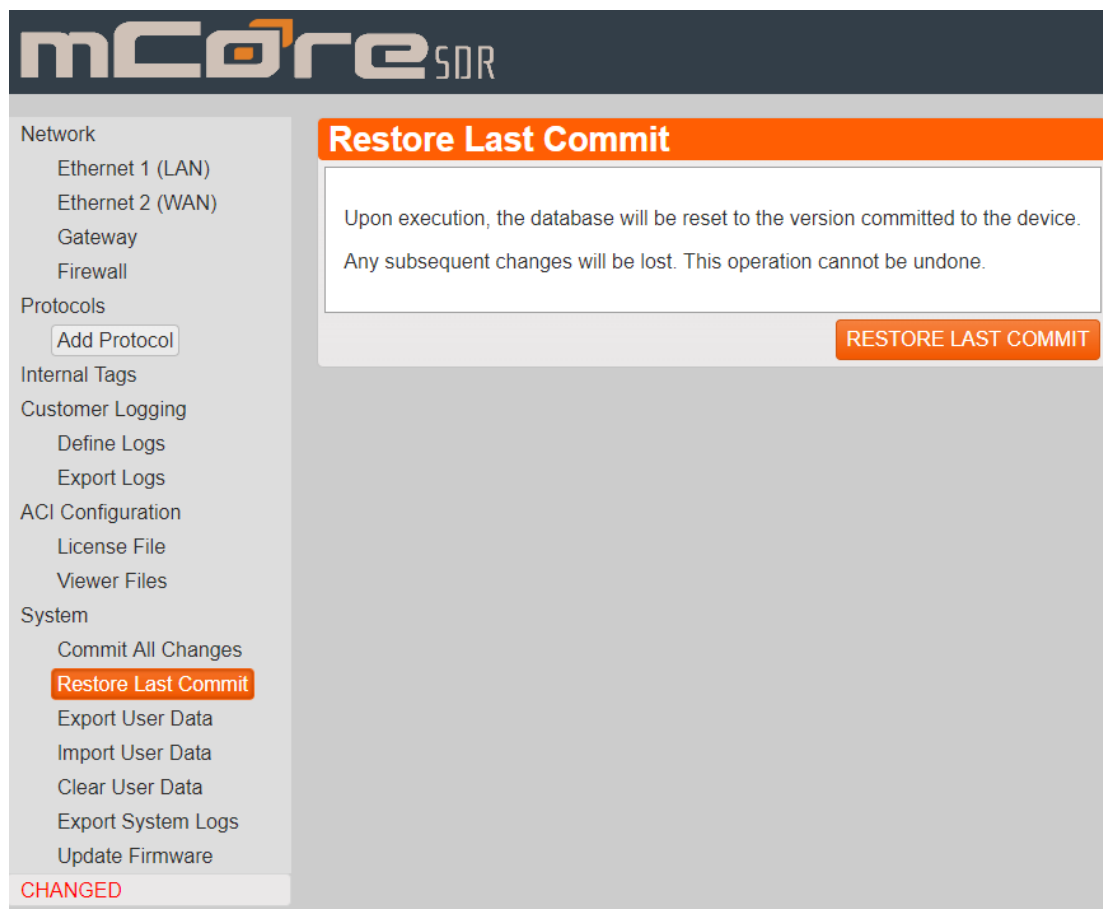 mCore SDR
Network
Ethernet 1 (LAN)
Ethernet 2 (WAN)
Gateway
Firewall
Protocols
Add Protocol
Internal Tags
Customer Logging
Define Logs
Export Logs
ACI Configuration
License File
Viewer Files
System
Commit All Changes
Restore Last Commit
Export User Data
Import User Data
Clear User Data
Export System Logs
Update Firmware
CHANGED
Restore Last Commit
Upon execution, the database will be reset to the version committed to the device.
Any subsequent changes will be lost. This operation cannot be undone.
RESTORE LAST COMMIT